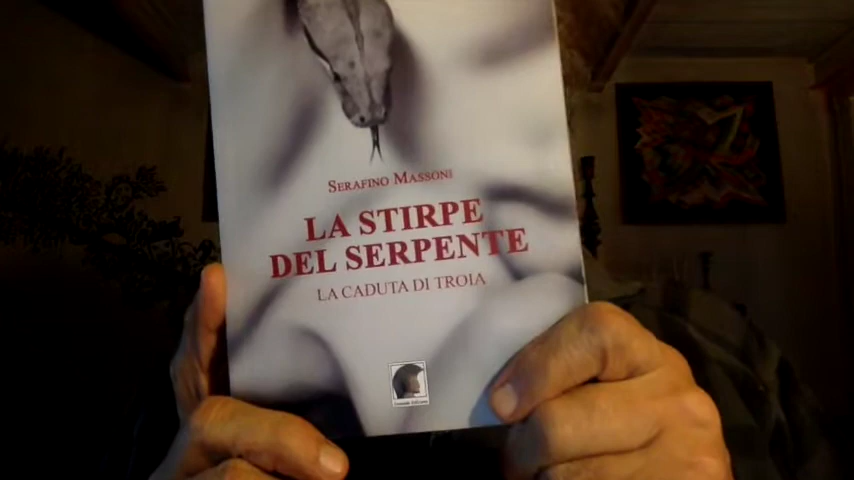 SERAFINO MASSONI
LA STIRPE
DEL SERPENTE
LA CADUTA DI TROIA